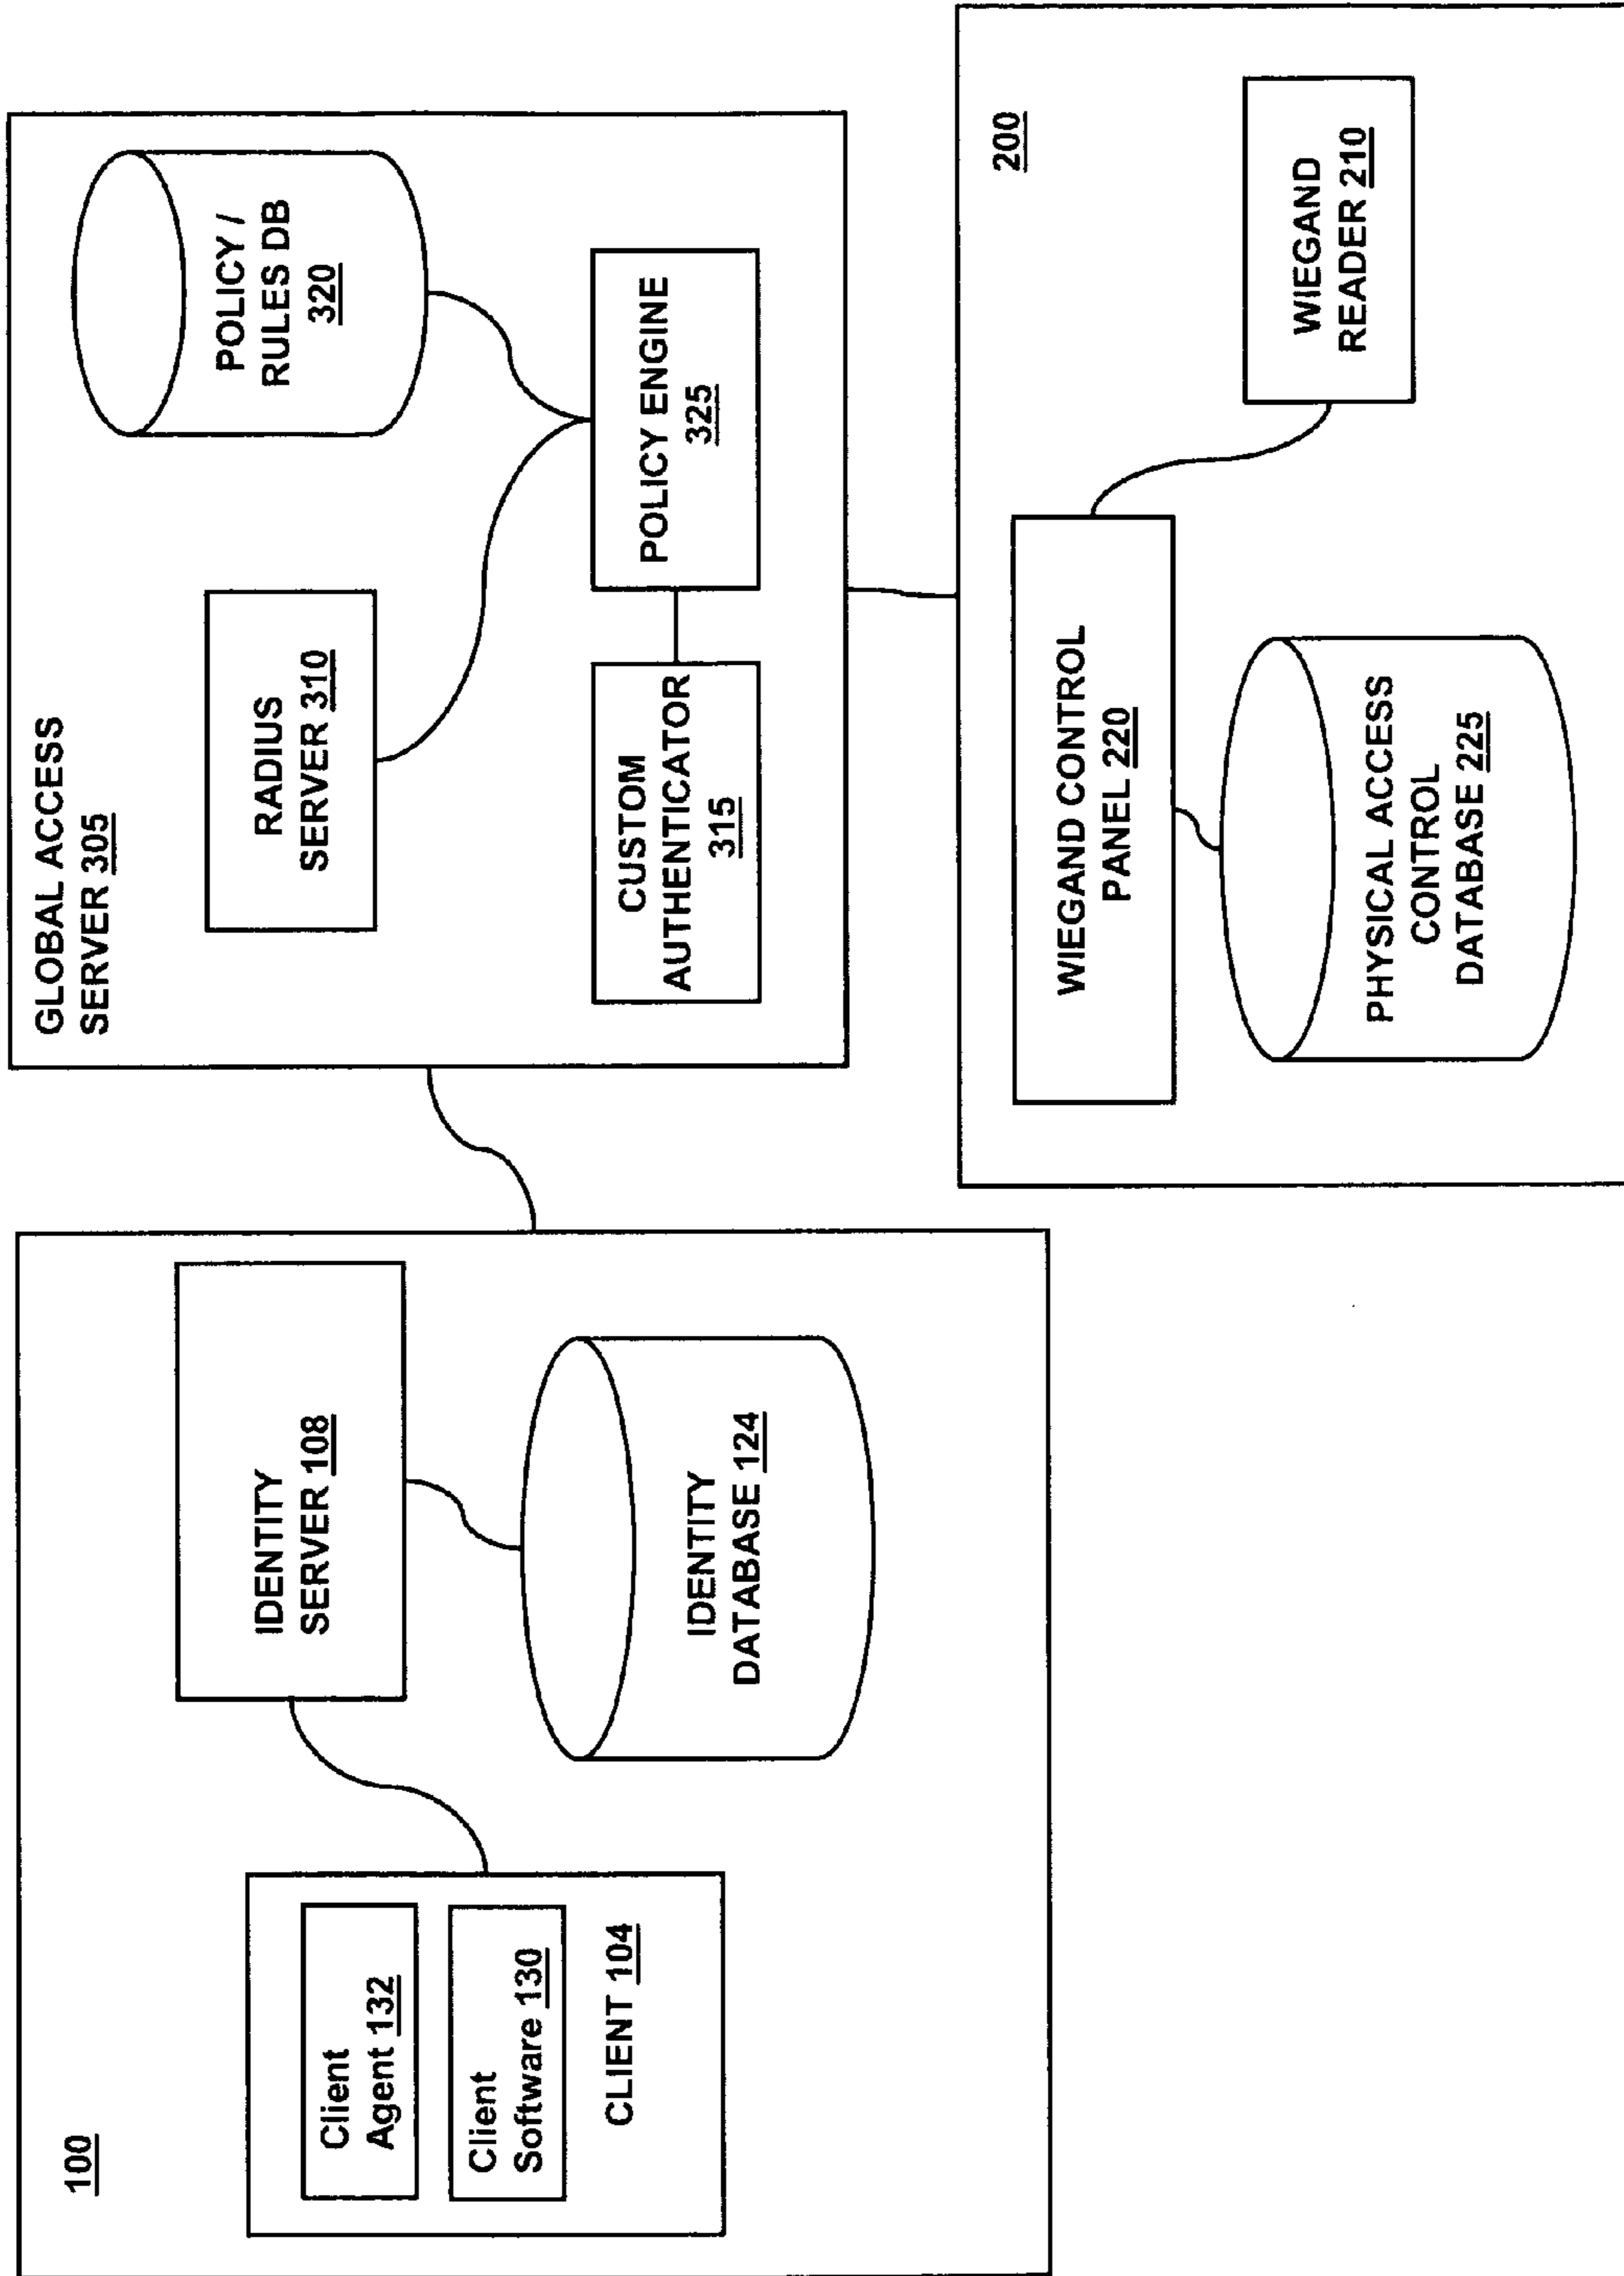 100
Client
Agent 132
Client
Software 130
CLIENT 104
IDENTITY
SERVER 108
IDENTITY
DATABASE 124
GLOBAL ACCESS
SERVER 305
RADIUS
SERVER 310
CUSTOM
AUTHENTICATOR
315
POLICY /
RULES DB
320
POLICY ENGINE
325
200
WIEGAND CONTROL
PANEL 220
PHYSICAL ACCESS
CONTROL
DATABASE 225
WIEGAND
READER 210